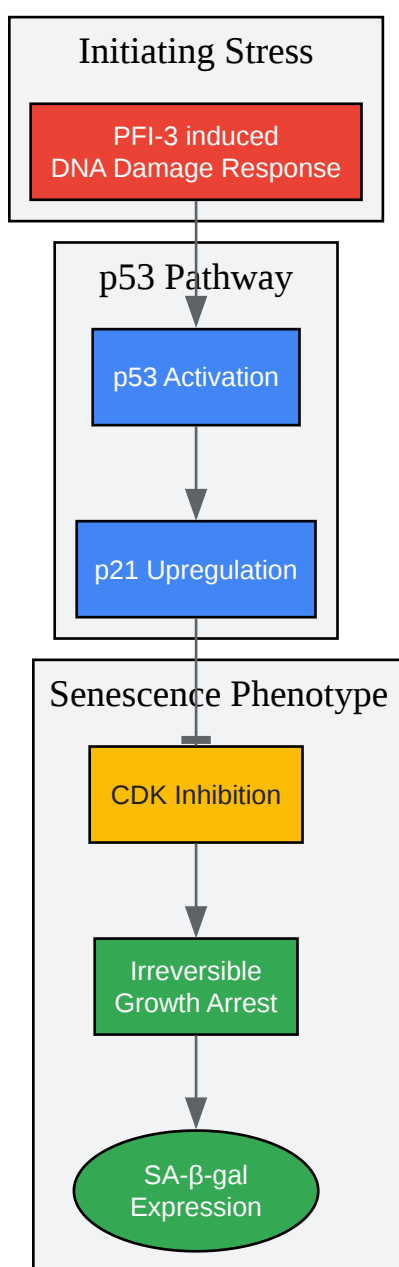 Initiating Stress
PFI-3 induced
DNA Damage Response
p53 Pathway
p53 Activation
p21 Upregulation
Senescence Phenotype
CDK Inhibition
Irreversible
Growth Arrest
SA-β-gal
Expression